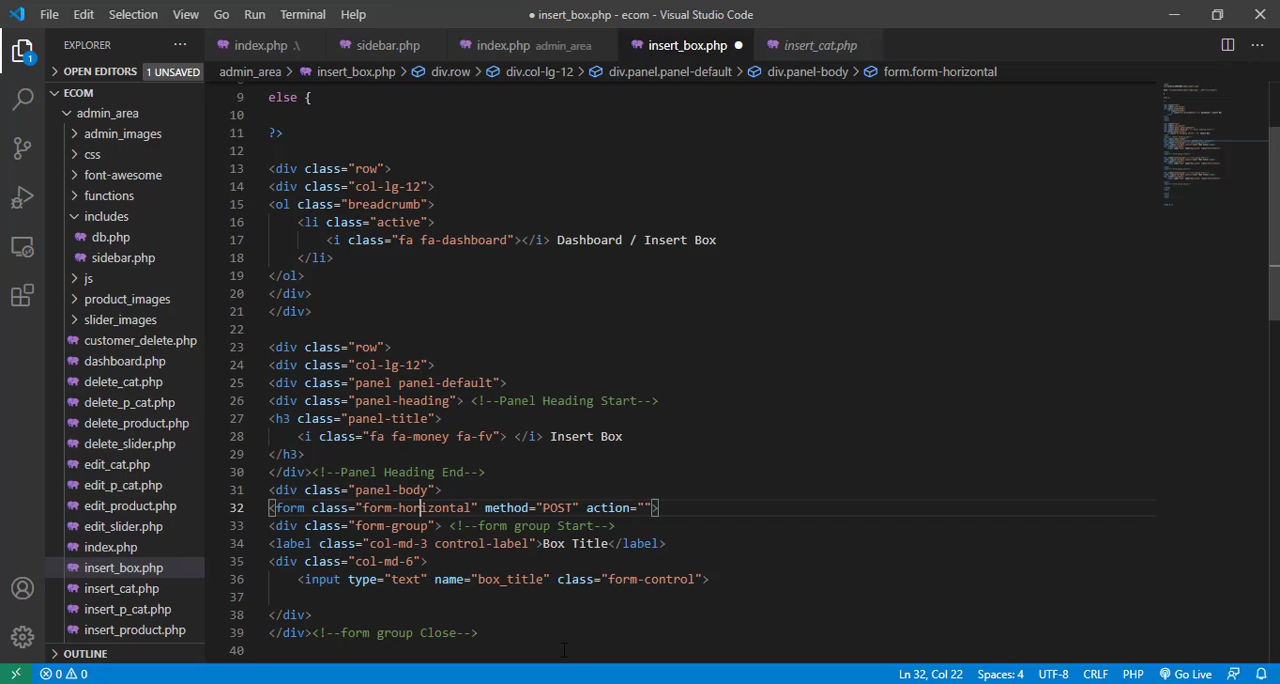 File Edit Selection View Go Run Terminal Help
● insert_box.php - ecom - Visual Studio Code
EXPLORER
index.php .\ sidebar.php index.php admin_area insert_box.php insert_cat.php
OPEN EDITORS 1 UNSAVED
admin_area > insert_box.php > div.row > div.col-lg-12 > div.panel.panel-default > div.panel-body > form.form-horizontal
1
ECOM
admin_area
admin_images
css
font-awesome
functions
includes
db.php
sidebar.php
js
product_images
slider_images
customer_delete.php
dashboard.php
delete_cat.php
delete_p_cat.php
delete_product.php
delete_slider.php
edit_cat.php
edit_p_cat.php
edit_product.php
edit_slider.php
index.php
insert_box.php
insert_cat.php
insert_p_cat.php
insert_product.php
OUTLINE
9 else {
10
11 ?>
12
13 <div class="row">
14 <div class="col-lg-12">
15 <ol class="breadcrumb">
16 <li class="active">
17 <i class="fa fa-dashboard"></i> Dashboard / Insert Box
18 </li>
19 </ol>
20 </div>
21 </div>
22
23 <div class="row">
24 <div class="col-lg-12">
25 <div class="panel panel-default">
26 <div class="panel-heading"> <!--Panel Heading Start-->
27 <h3 class="panel-title">
28 <i class="fa fa-money fa-fv"> </i> Insert Box
29 </h3>
30 </div><!--Panel Heading End-->
31 <div class="panel-body">
32 <form class="form-horizontal" method="POST" action="">
33 <div class="form-group"> <!--form group Start-->
34 <label class="col-md-3 control-label">Box Title</label>
35 <div class="col-md-6">
36 <input type="text" name="box_title" class="form-control">
37
38 </div>
39 </div><!--form group Close-->
40
0 0 Ln 32, Col 22 Spaces: 4 UTF-8 CRLF PHP Go Live